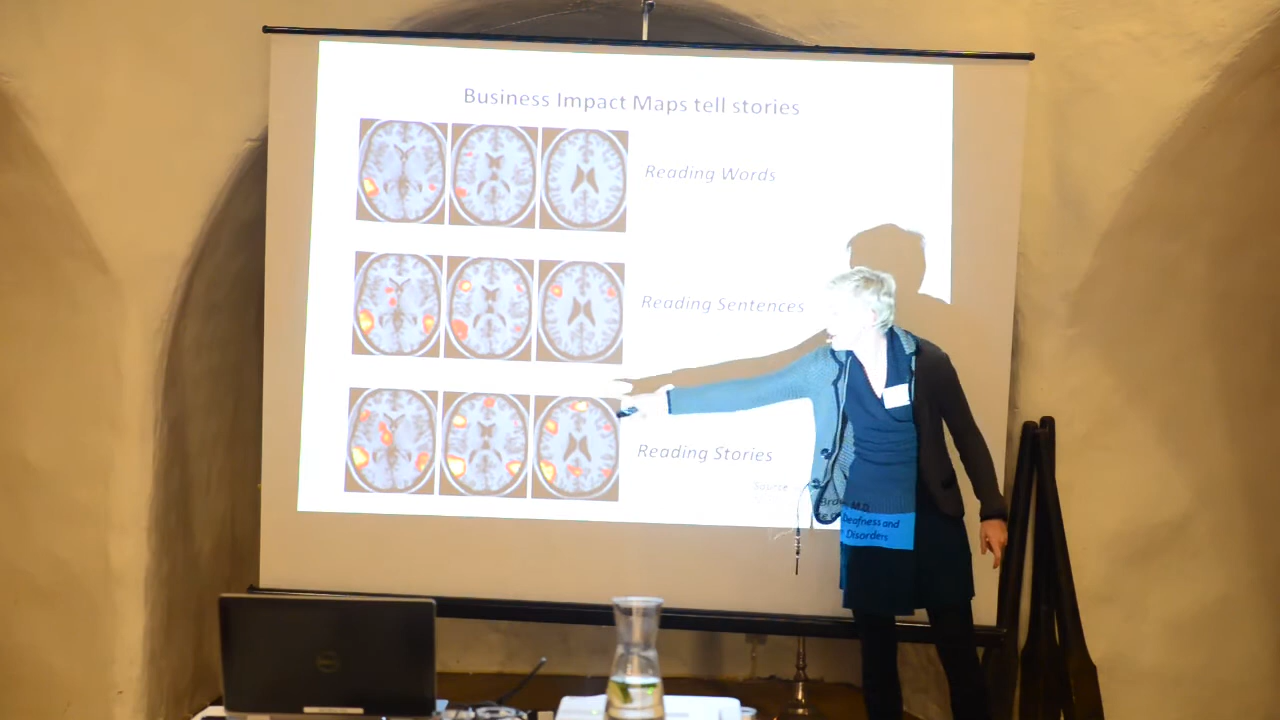 Business Impact Maps tell stories
Reading Words
Reading Sentences
Reading Stories
Source
M.D.
Deafness and
Disorders